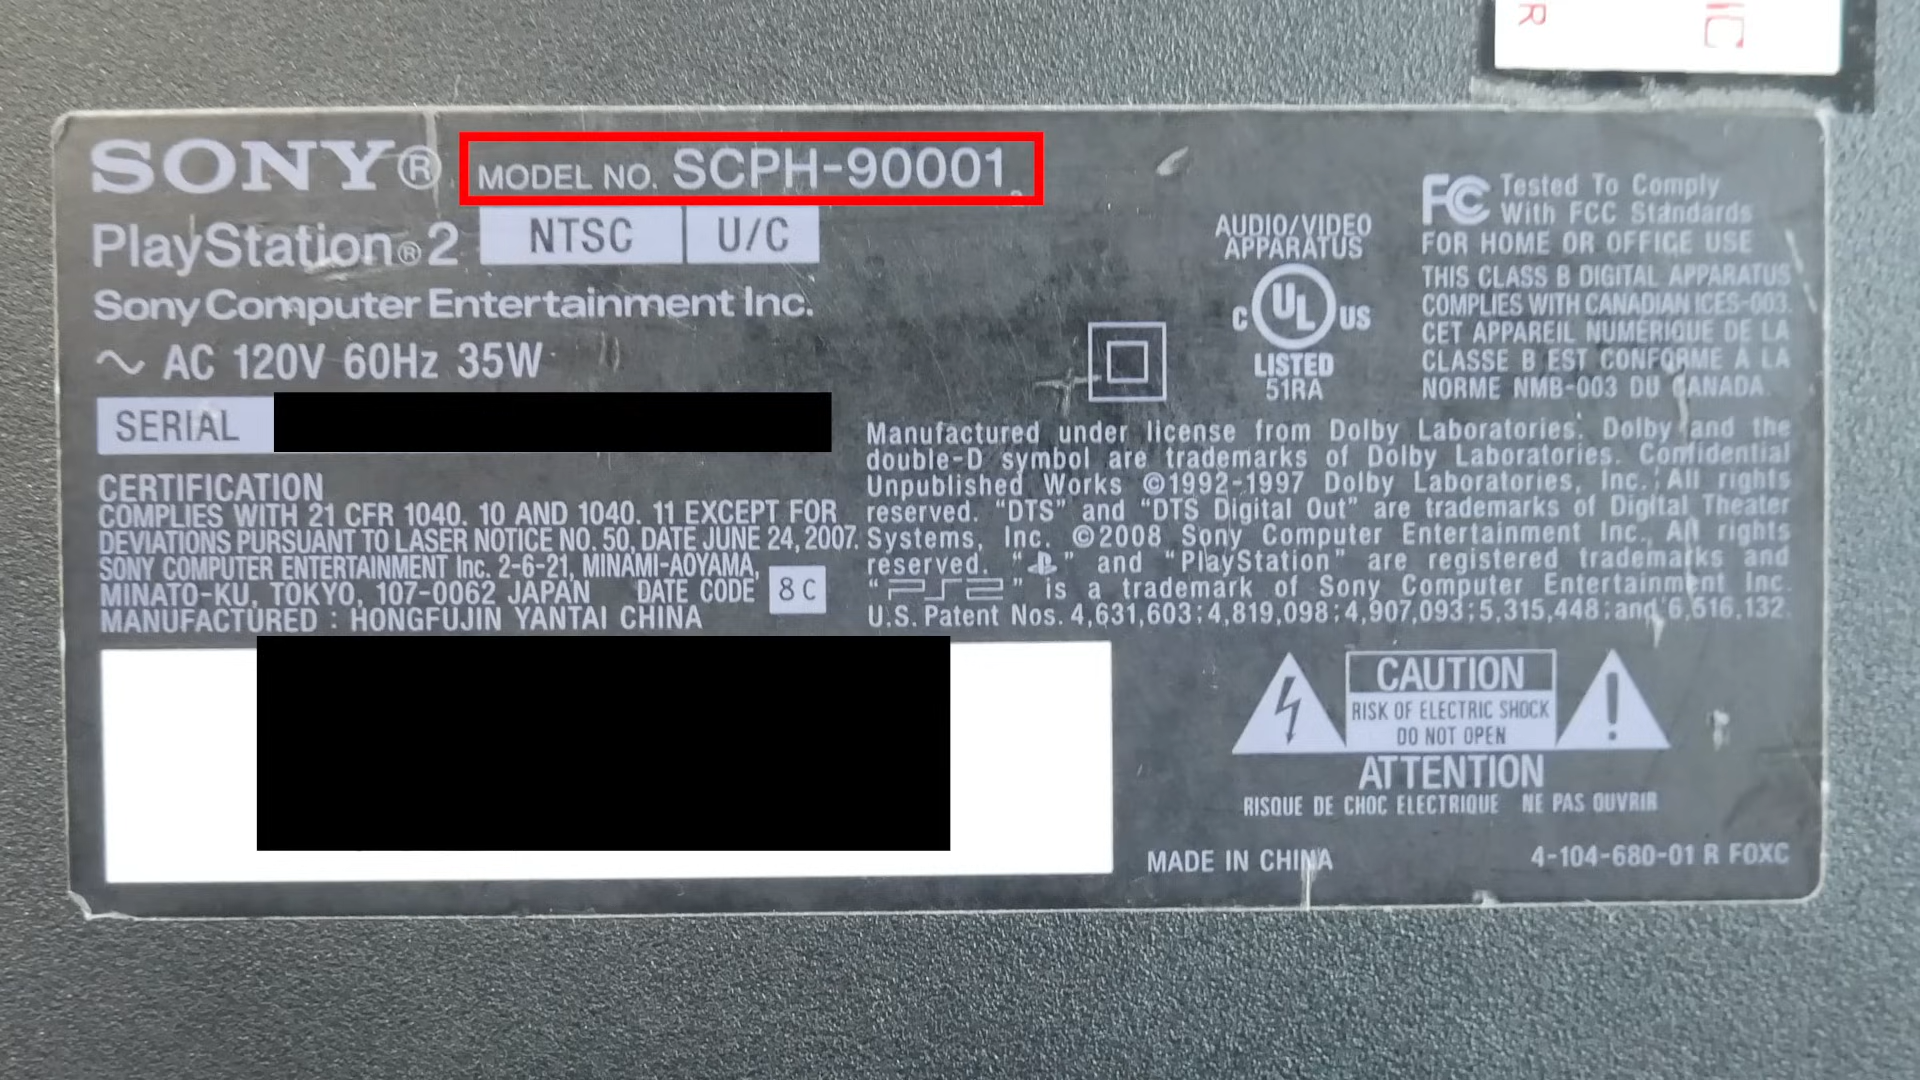 R
IC
SONY® MODEL NO. SCPH-90001
PlayStation®2 NTSC U/C
Sony Computer Entertainment Inc.
AC 120V 60Hz 35W
SERIAL
CERTIFICATION
COMPLIES WITH 21 CFR 1040. 10 AND 1040. 11 EXCEPT FOR
DEVIATIONS PURSUANT TO LASER NOTICE NO. 50, DATE JUNE 24, 2007.
SONY COMPUTER ENTERTAINMENT Inc. 2-6-21, MINAMI-AOYAMA,
MINATO-KU, TOKYO, 107-0062 JAPAN DATE CODE 8 C
MANUFACTURED : HONGFUJIN YANTAI CHINA
AUDIO/VIDEO
APPARATUS
C UL US
LISTED
51RA
FC Tested To Comply
With FCC Standards
FOR HOME OR OFFICE USE
THIS CLASS B DIGITAL APPARATUS
COMPLIES WITH CANADIAN ICES-003.
CET APPAREIL NUMERIQUE DE LA
CLASSE B EST CONFORME A LA
NORME NMB-003 DU CANADA.
Manufactured under license from Dolby Laboratories. Dolby and the
double-D symbol are trademarks of Dolby Laboratories. Confidential
Unpublished Works ©1992-1997 Dolby Laboratories, Inc. All rights
reserved. “DTS” and “DTS Digital Out” are trademarks of Digital Theater
Systems, Inc. ©2008 Sony Computer Entertainment Inc. All rights
reserved. “PS” and “PlayStation” are registered trademarks and
“PS2” is a trademark of Sony Computer Entertainment Inc.
U.S. Patent Nos. 4,631,603;4,819,098;4,907,093;5,315,448;and 6,516,132.
CAUTION
RISK OF ELECTRIC SHOCK
DO NOT OPEN
ATTENTION
RISQUE DE CHOC ELECTRIQUE NE PAS OUVRIR
MADE IN CHINA
4-104-680-01 R FOXC